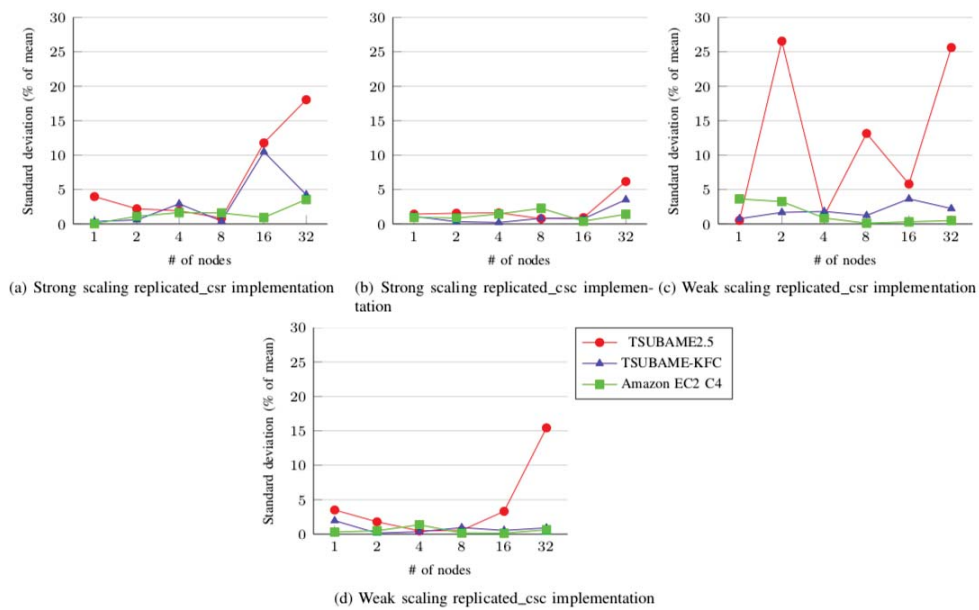 Standard deviation (% of mean)
30
25
20
15
10
5
0
1 2 4 8 16 32
# of nodes
(a) Strong scaling replicated_csr implementation
Standard deviation (% of mean)
30
25
20
15
10
5
0
1 2 4 8 16 32
# of nodes
(b) Strong scaling replicated_csc implemen-
tation
Standard deviation (% of mean)
30
25
20
15
10
5
0
1 2 4 8 16 32
# of nodes
(c) Weak scaling replicated_csr implementation
Standard deviation (% of mean)
30
25
20
15
10
5
0
1 2 4 8 16 32
# of nodes
TSUBAME2.5
TSUBAME-KFC
Amazon EC2 C4
(d) Weak scaling replicated_csc implementation